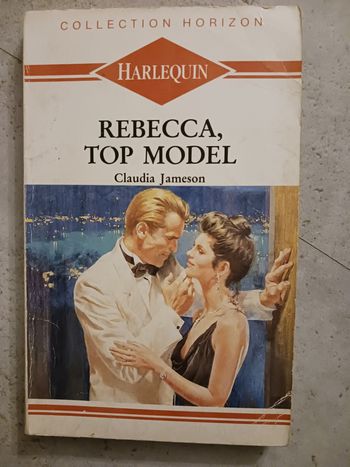 COLLECTION HORIZON
HARLEQUIN
REBECCA,
TOP MODEL
Claudia Jameson